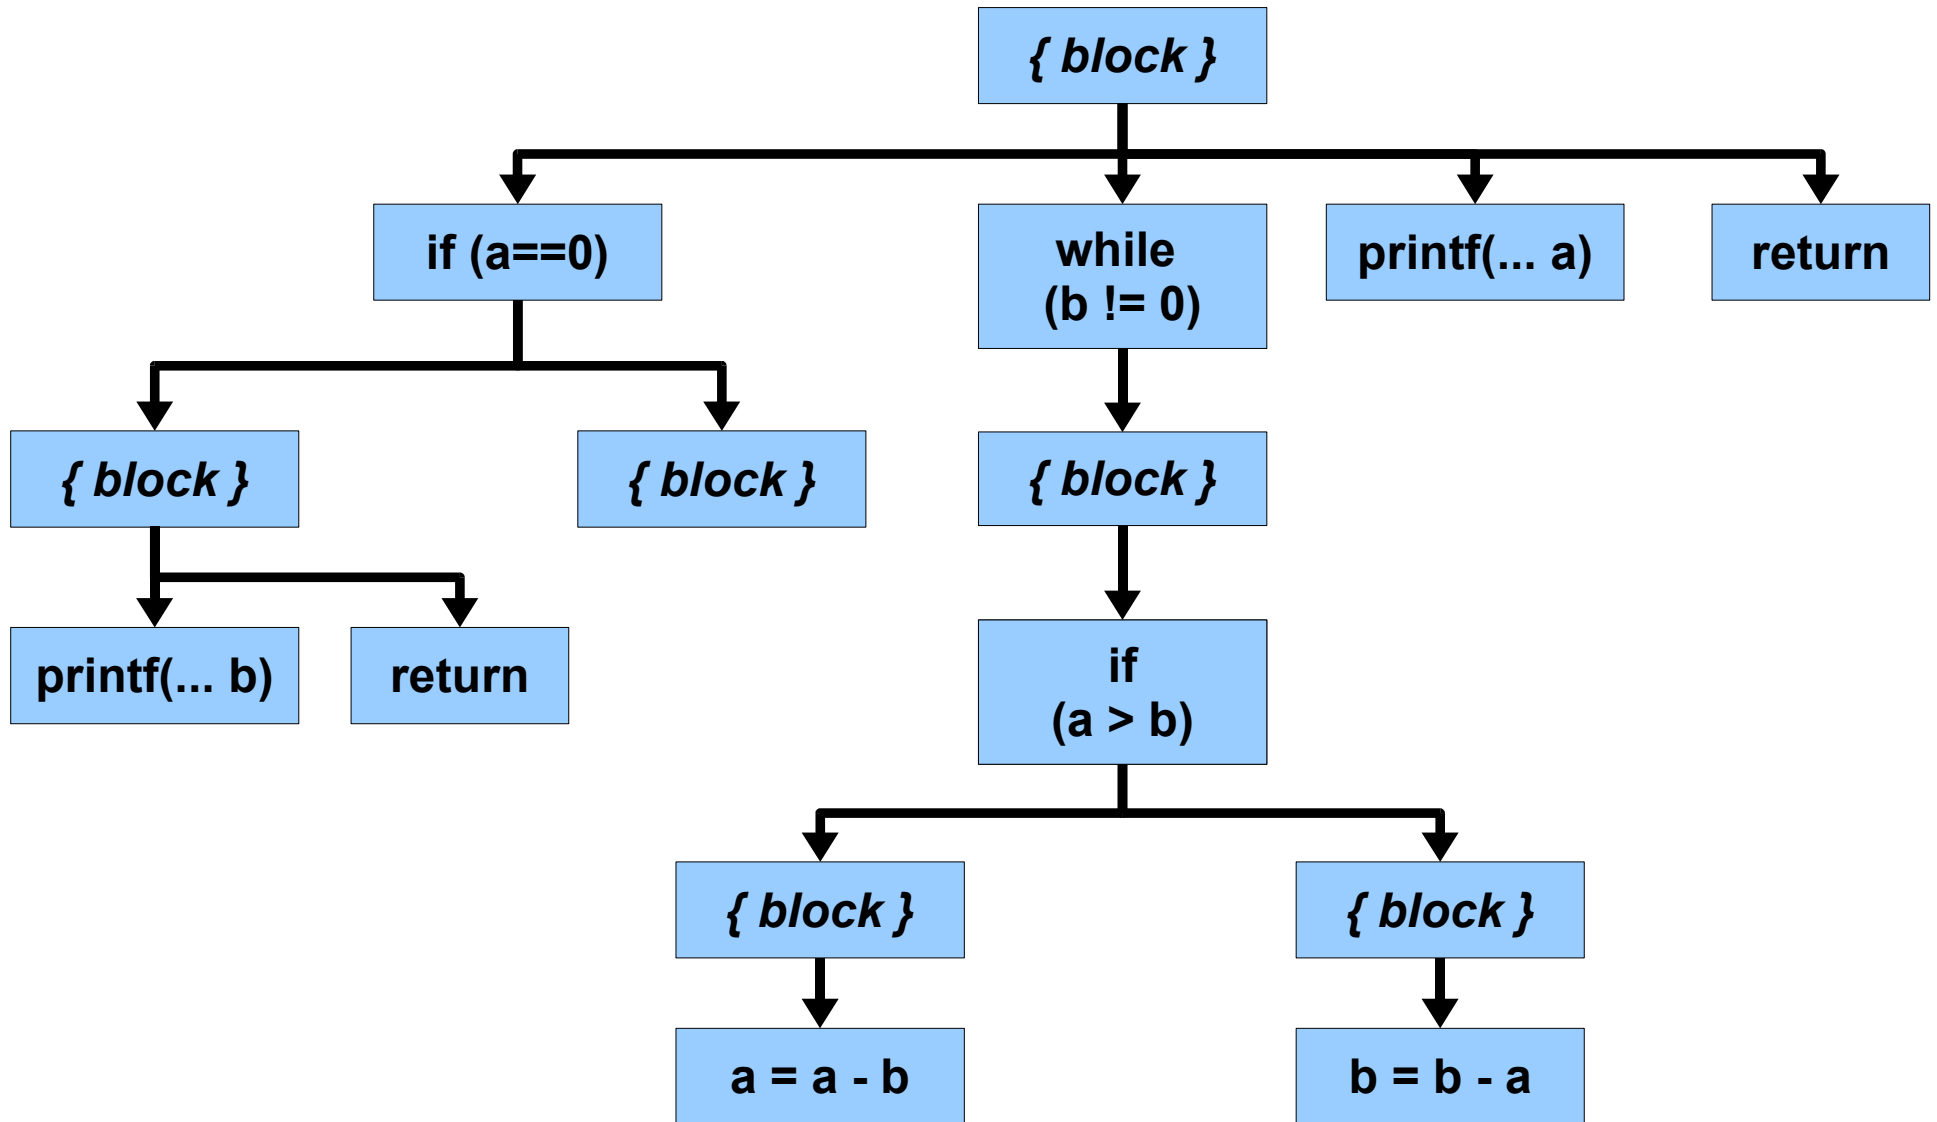 { block }
if (a==0)
while
(b != 0)
printf(... a)
return
{ block }
{ block }
{ block }
printf(... b)
return
if
(a > b)
{ block }
{ block }
a = a - b
b = b - a